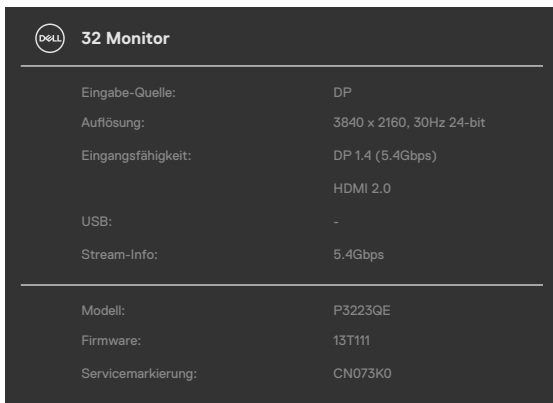 DELL 32 Monitor
Eingabe-Quelle: DP
Auflösung: 3840 x 2160, 30Hz 24-bit
Eingangsfähigkeit: DP 1.4 (5.4Gbps)
HDMI 2.0
USB: -
Stream-Info: 5.4Gbps
Modell: P3223QE
Firmware: 13T111
Servicemarkierung: CN073K0